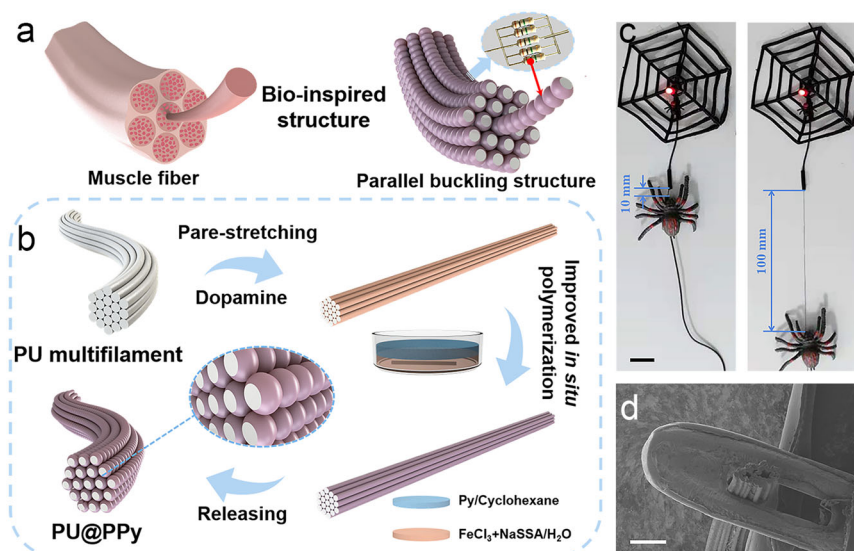 a
Bio-inspired
structure
Muscle fiber
Parallel buckling structure
b
Pare-stretching
Dopamine
PU multifilament
Improved in situ
polymerization
Releasing
PU@PPy
Py/Cyclohexane
FeCl₃+NaSSA/H₂O
c
10 mm
100 mm
d